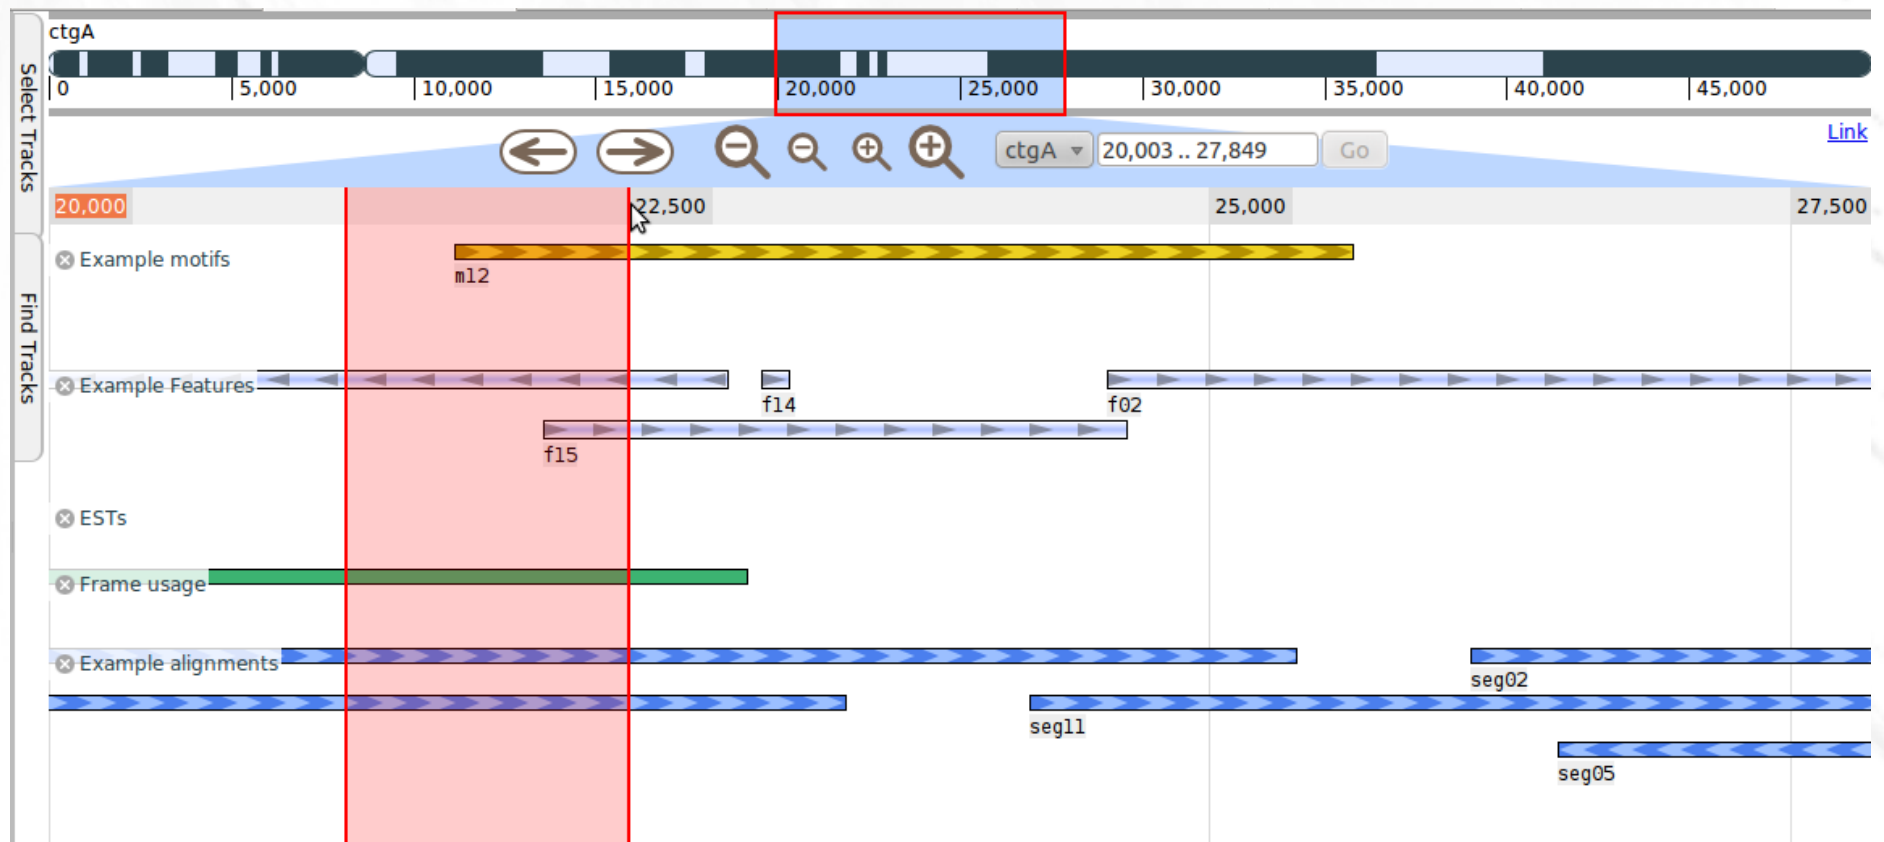 ctgA
0 5,000 10,000 15,000 20,000 25,000 30,000 35,000 40,000 45,000
Select Tracks
Find Tracks
Link
ctgA 20,003 .. 27,849 Go
20,000 22,500 25,000 27,500
Example motifs
m12
Example Features
f14 f02
f15
ESTs
Frame usage
Example alignments
seg02
seg11
seg05